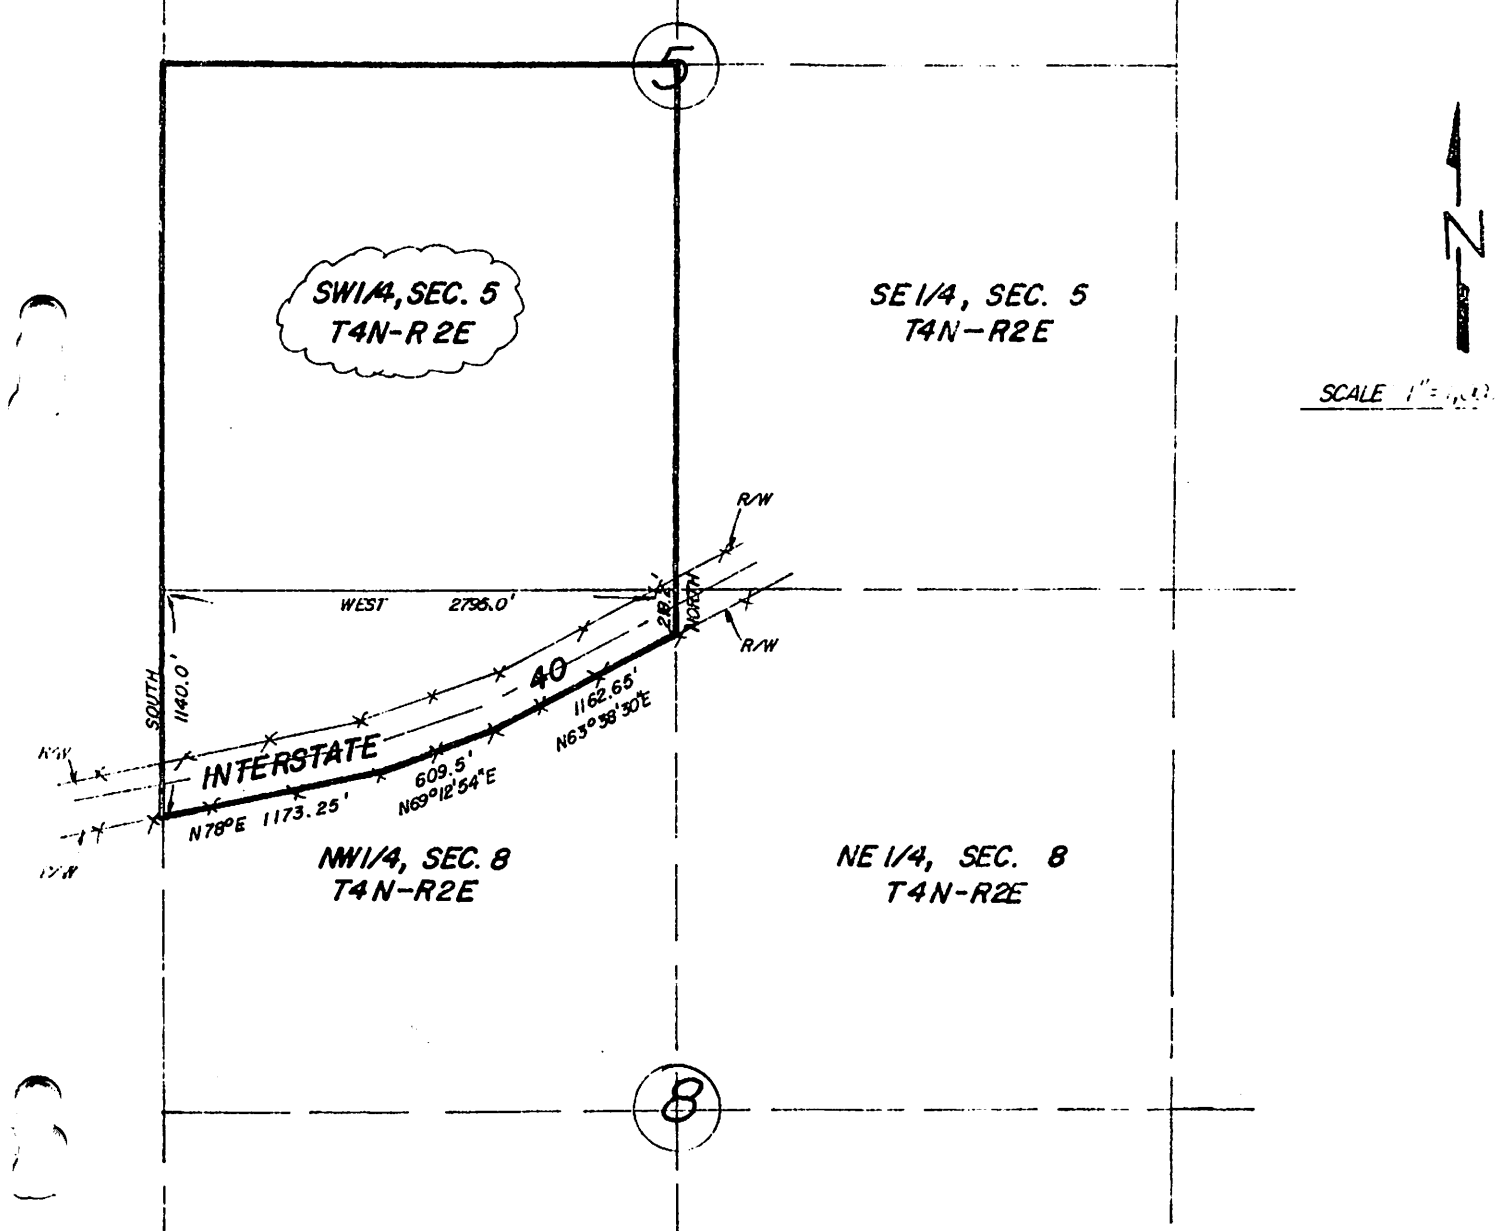 5
SW1/4, SEC. 5
T4N-R2E
SE 1/4, SEC. 5
T4N-R2E
N
SCALE 1"=
R/W
WEST 2795.0'
NORTH
R/W
SOUTH
1140.0'
40
1162.65'
N63°38'30"E
INTERSTATE
609.5'
N69°12'54"E
R/W
N78°E 1173.25'
R/W
NW1/4, SEC. 8
T4N-R2E
NE 1/4, SEC. 8
T4N-R2E
8